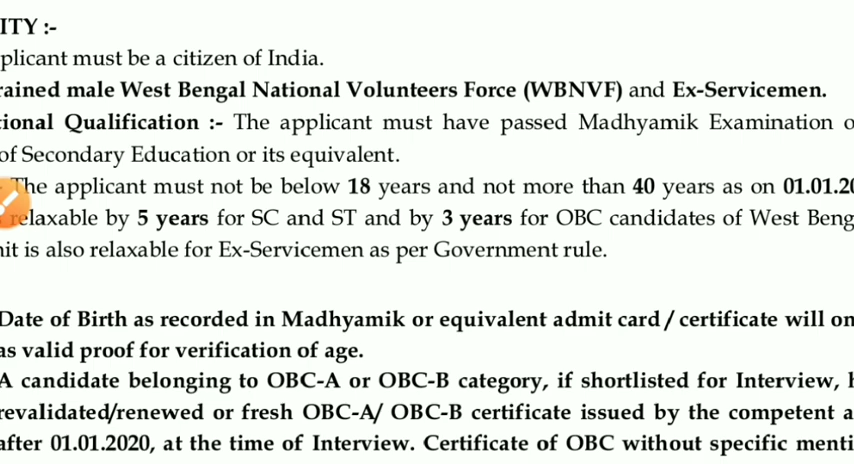 ITY :-
plicant must be a citizen of India.
rained male West Bengal National Volunteers Force (WBNVF) and Ex-Servicemen.
tional Qualification :- The applicant must have passed Madhyamik Examination o
of Secondary Education or its equivalent.
The applicant must not be below 18 years and not more than 40 years as on 01.01.20
relaxable by 5 years for SC and ST and by 3 years for OBC candidates of West Beng
it is also relaxable for Ex-Servicemen as per Government rule.
Date of Birth as recorded in Madhyamik or equivalent admit card / certificate will on
as valid proof for verification of age.
A candidate belonging to OBC-A or OBC-B category, if shortlisted for Interview, h
revalidated/renewed or fresh OBC-A/ OBC-B certificate issued by the competent a
after 01.01.2020, at the time of Interview. Certificate of OBC without specific menti